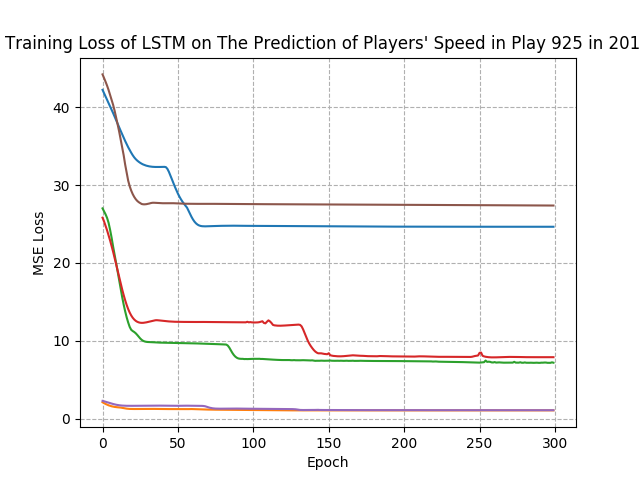 Training Loss of LSTM on The Prediction of Players' Speed in Play 925 in 201
MSE Loss
40
30
20
10
0
0 50 100 150 200 250 300
Epoch